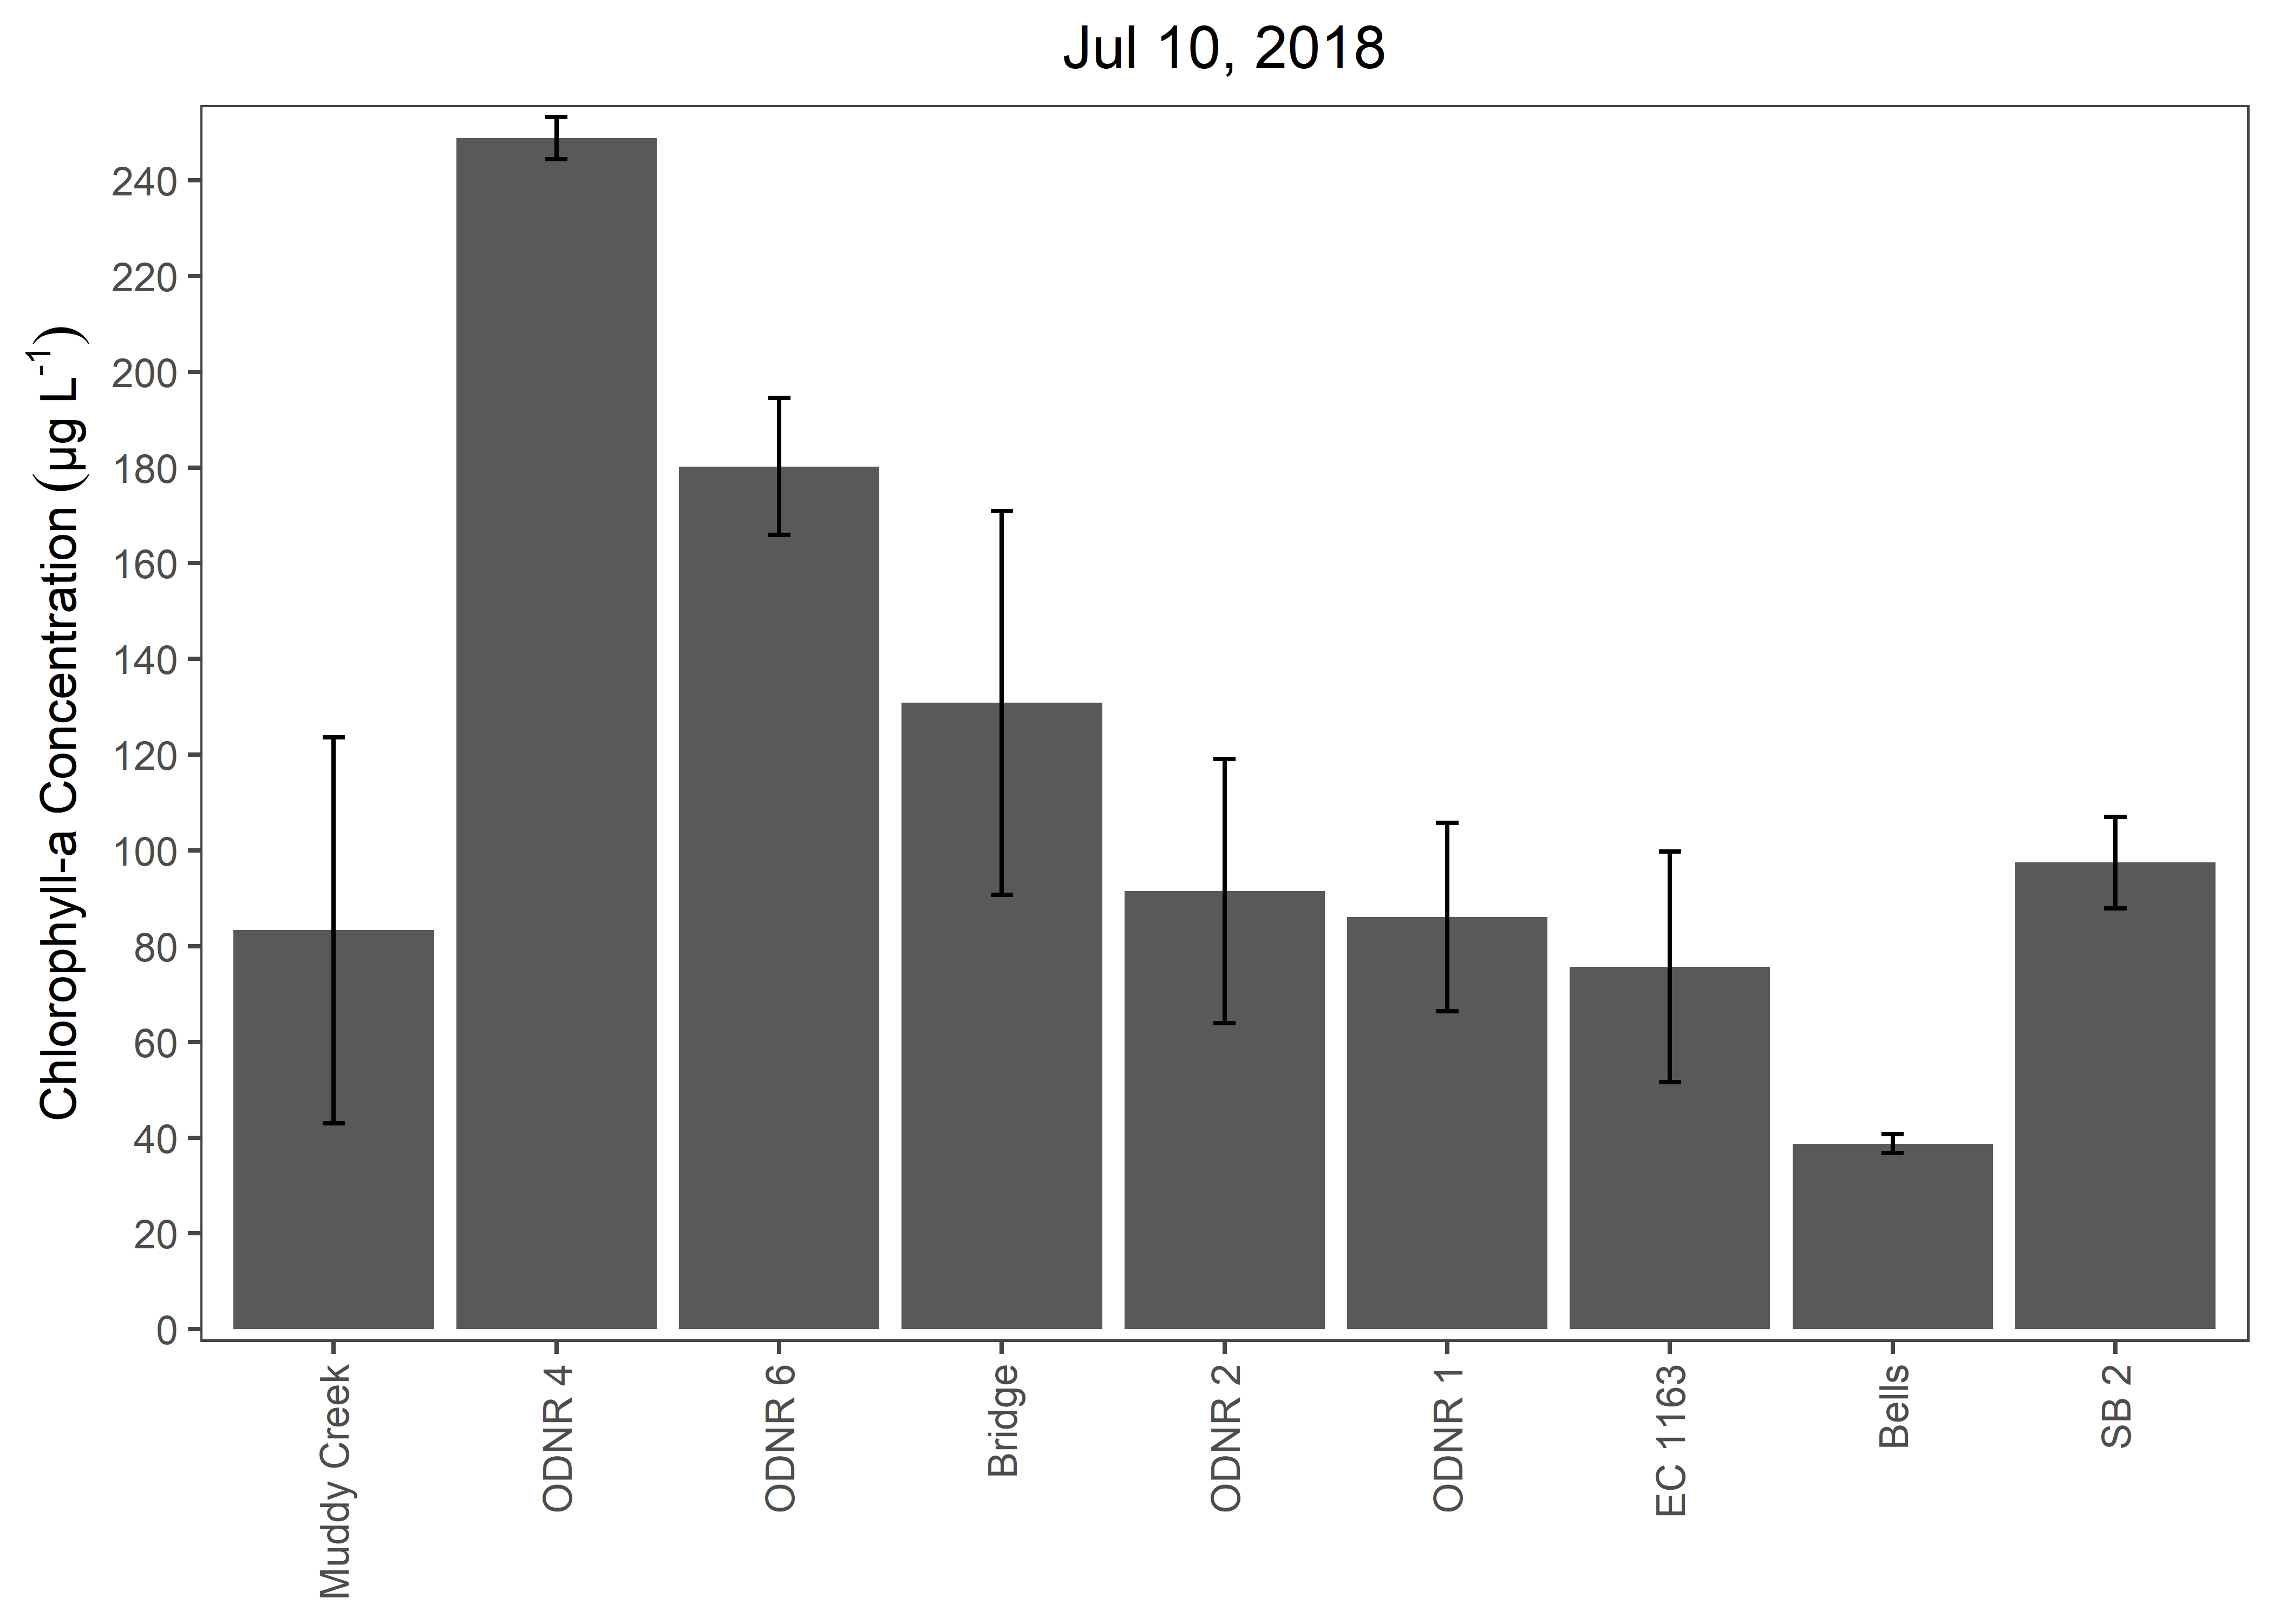 Jul 10, 2018
Chlorophyll-a Concentration (µg L⁻¹)
240
220
200
180
160
140
120
100
80
60
40
20
0
Muddy Creek
ODNR 4
ODNR 6
Bridge
ODNR 2
ODNR 1
EC 1163
Bells
SB 2